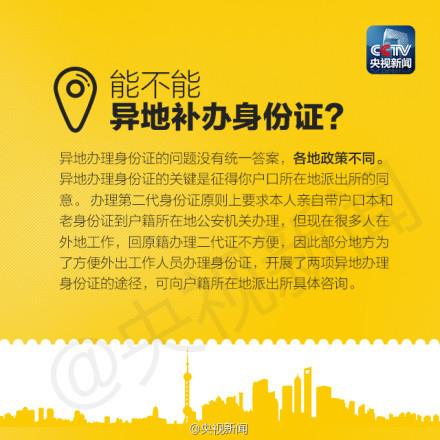 CCTV
央视新闻
能不能
异地补办身份证？
异地办理身份证的问题没有统一答案，各地政策不同。
异地办理身份证的关键是征得你户口所在地派出所的同
意。 办理第二代身份证原则上要求本人亲自带户口本和
老身份证到户籍所在地公安机关办理，但现在很多人在
外地工作，回原籍办理二代证不方便，因此部分地方为
了方便外出工作人员办理身份证，开展了两项异地办理
身份证的途径，可向户籍所在地派出所具体咨询。
@央视新闻
@央视新闻